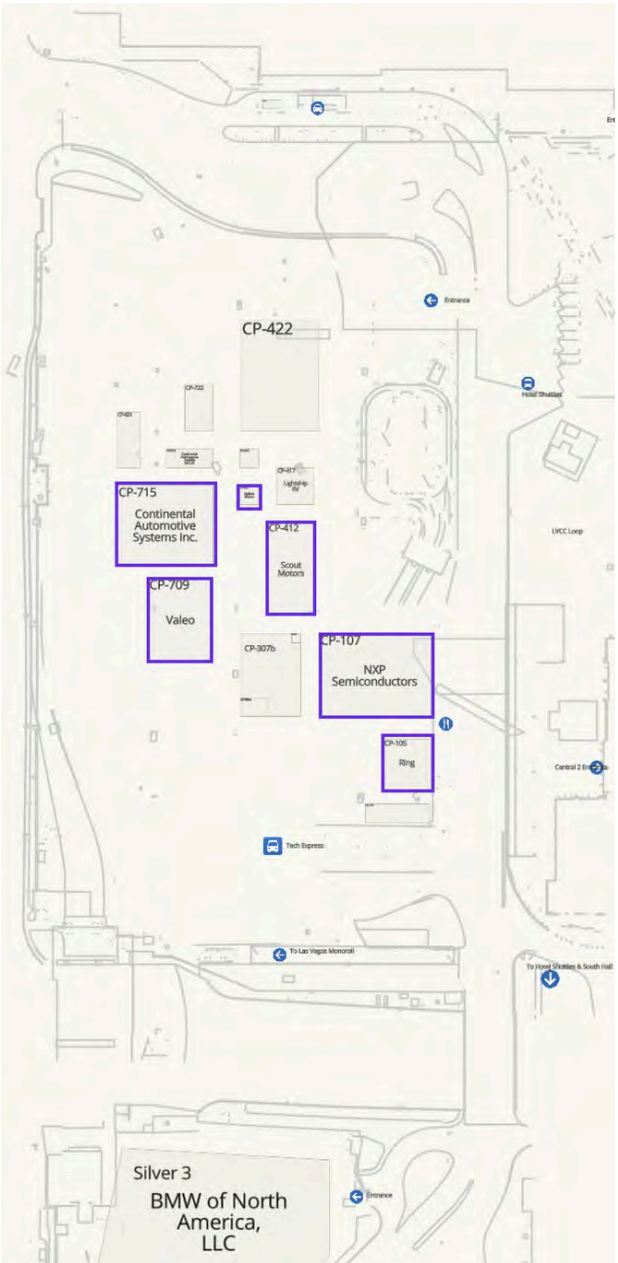 Entrance
CP-422
Hotel Shuttles
CP-722
CP-417
Lightship
RV
CP-715
Continental
Automotive
Systems Inc.
CP-412
Scout
Motors
LVCC Loop
CP-709
Valeo
CP-107
NXP
Semiconductors
CP-307b
CP-105
Ring
Tech Express
To Las Vegas Monorail
To Hotel Shuttles & South Hall
Silver 3
BMW of North
America,
LLC
Entrance